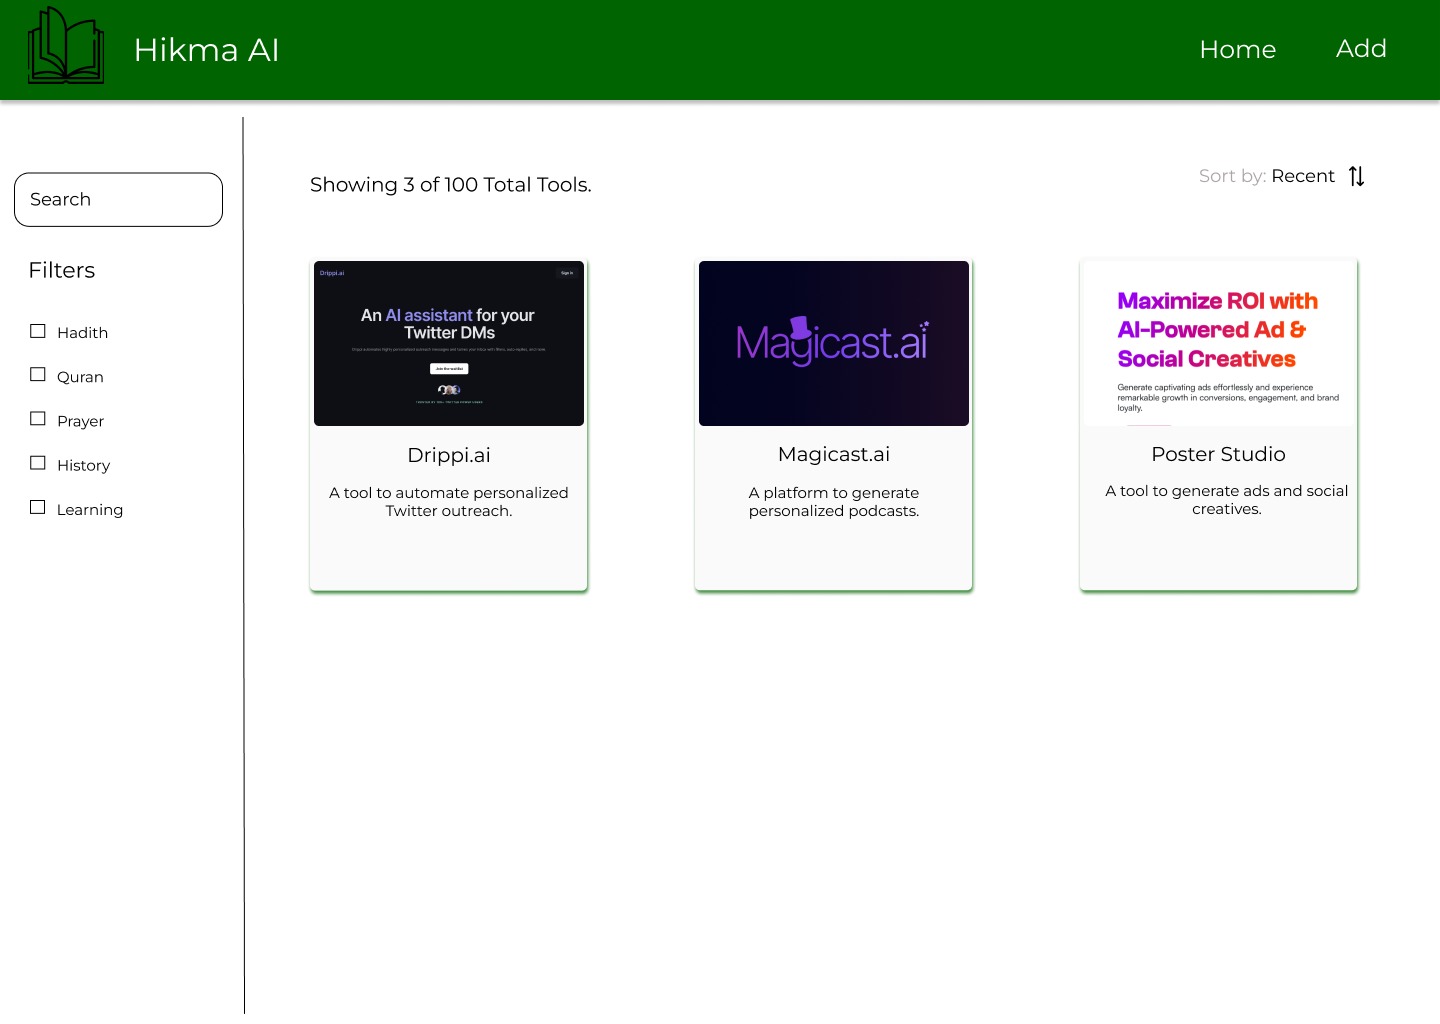 Hikma AI
Home
Add
Search
Filters
Hadith
Quran
Prayer
History
Learning
Showing 3 of 100 Total Tools.
Sort by: Recent
Drippi.ai
Sign in
An AI assistant for your
Twitter DMs
Join the waitlist
Drippi.ai
A tool to automate personalized
Twitter outreach.
Magicast.ai
Magicast.ai
A platform to generate
personalized podcasts.
Maximize ROI with
AI-Powered Ad &
Social Creatives
Generate captivating ads effortlessly and experience
remarkable growth in conversions, engagement, and brand
loyalty.
Poster Studio
A tool to generate ads and social
creatives.